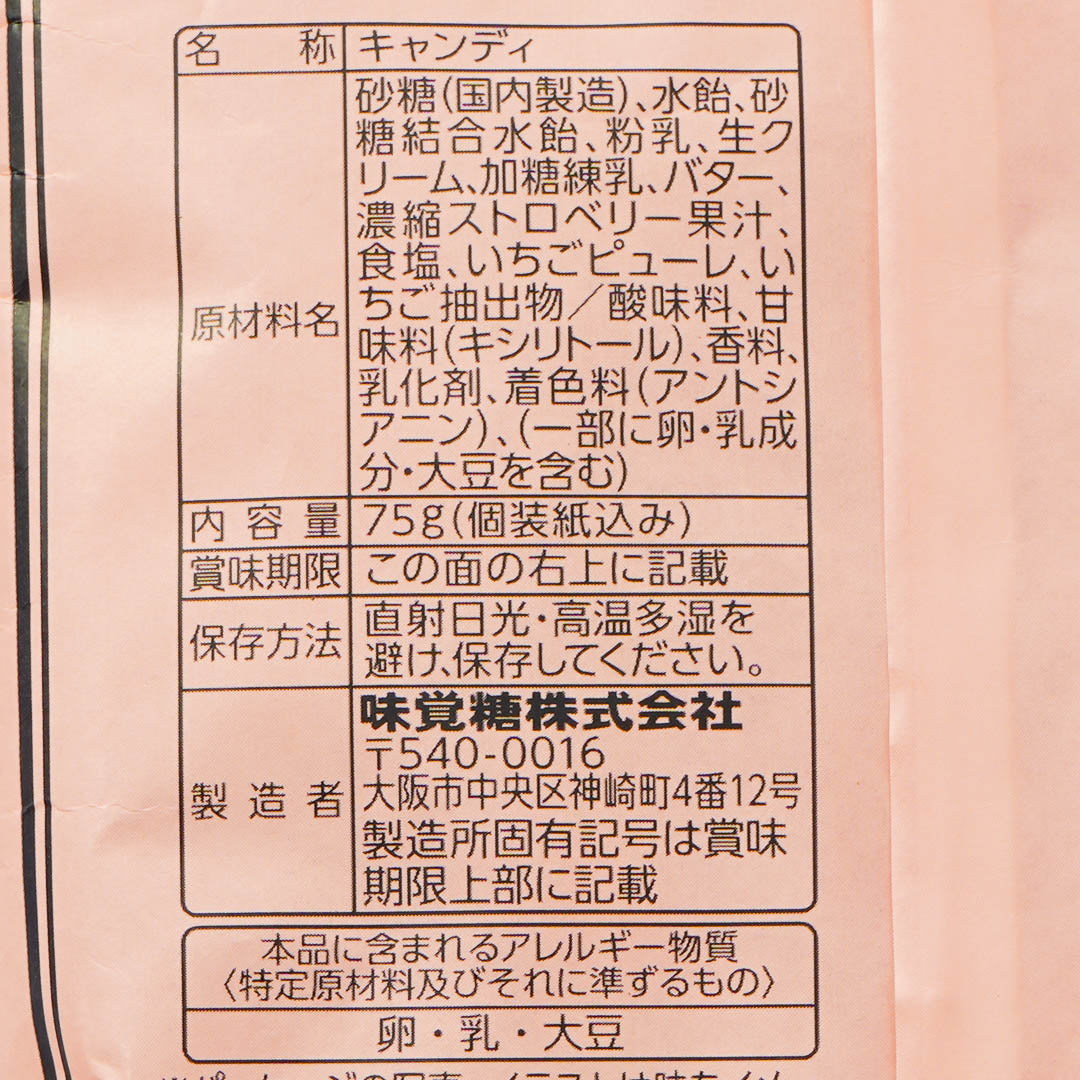 名称 キャンディ
原材料名
砂糖(国内製造)、水飴、砂
糖結合水飴、粉乳、生ク
リーム、加糖練乳、バター、
濃縮ストロベリー果汁、
食塩、いちごピューレ、い
ちご抽出物／酸味料、甘
味料(キシリトール)、香料、
乳化剤、着色料(アントシ
アニン)、(一部に卵・乳成
分・大豆を含む)
内容量 75g(個装紙込み)
賞味期限 この面の右上に記載
保存方法
直射日光・高温多湿を
避け、保存してください。
製造者
味覚糖株式会社
〒540-0016
大阪市中央区神崎町4番12号
製造所固有記号は賞味
期限上部に記載
本品に含まれるアレルギー物質
〈特定原材料及びそれに準ずるもの〉
卵・乳・大豆